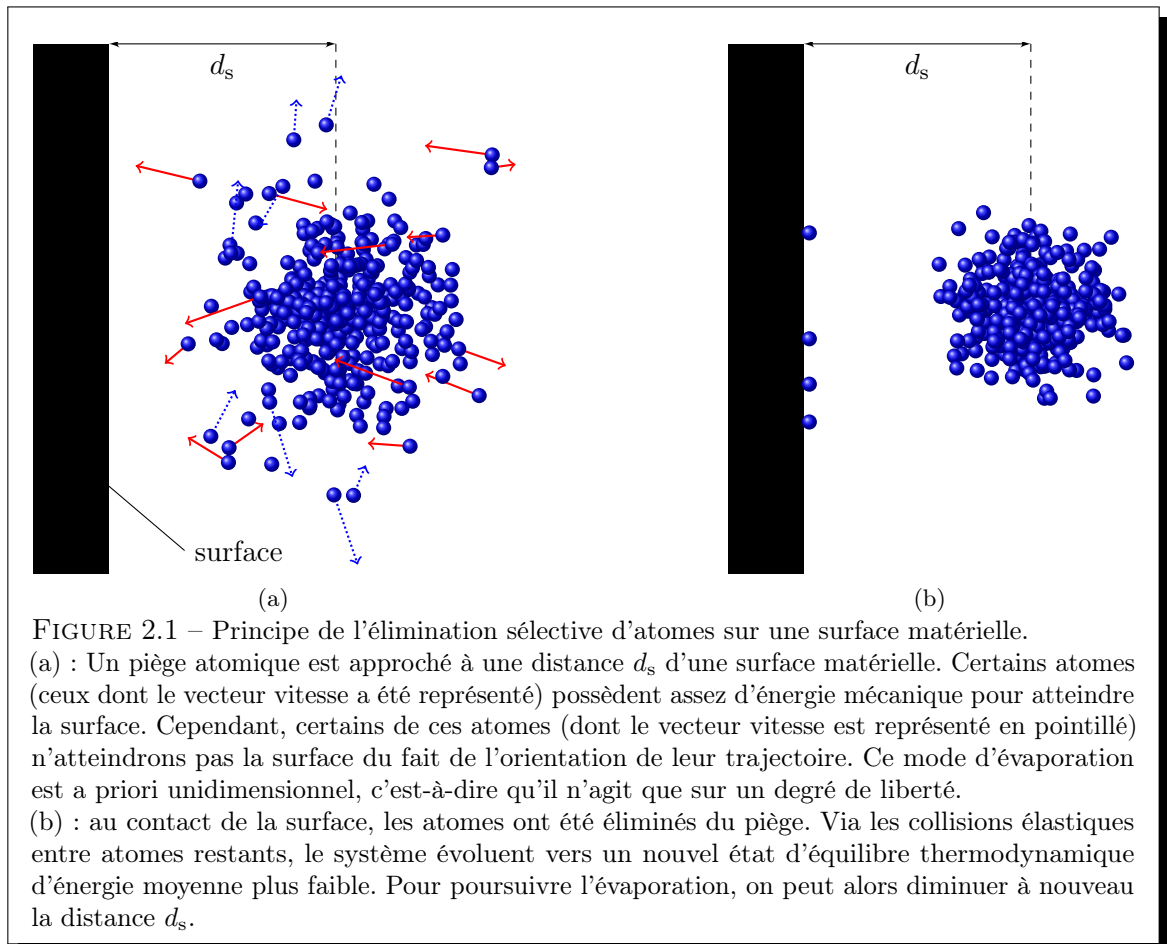 d_s
d_s
surface
(a)
(b)
FIGURE 2.1 – Principe de l'élimination sélective d'atomes sur une surface matérielle.
(a) : Un piège atomique est approché à une distance d_s d'une surface matérielle. Certains atomes
(ceux dont le vecteur vitesse a été représenté) possèdent assez d'énergie mécanique pour atteindre
la surface. Cependant, certains de ces atomes (dont le vecteur vitesse est représenté en pointillé)
n'atteindrons pas la surface du fait de l'orientation de leur trajectoire. Ce mode d'évaporation
est a priori unidimensionnel, c'est-à-dire qu'il n'agit que sur un degré de liberté.
(b) : au contact de la surface, les atomes ont été éliminés du piège. Via les collisions élastiques
entre atomes restants, le système évoluent vers un nouvel état d'équilibre thermodynamique
d'énergie moyenne plus faible. Pour poursuivre l'évaporation, on peut alors diminuer à nouveau
la distance d_s.